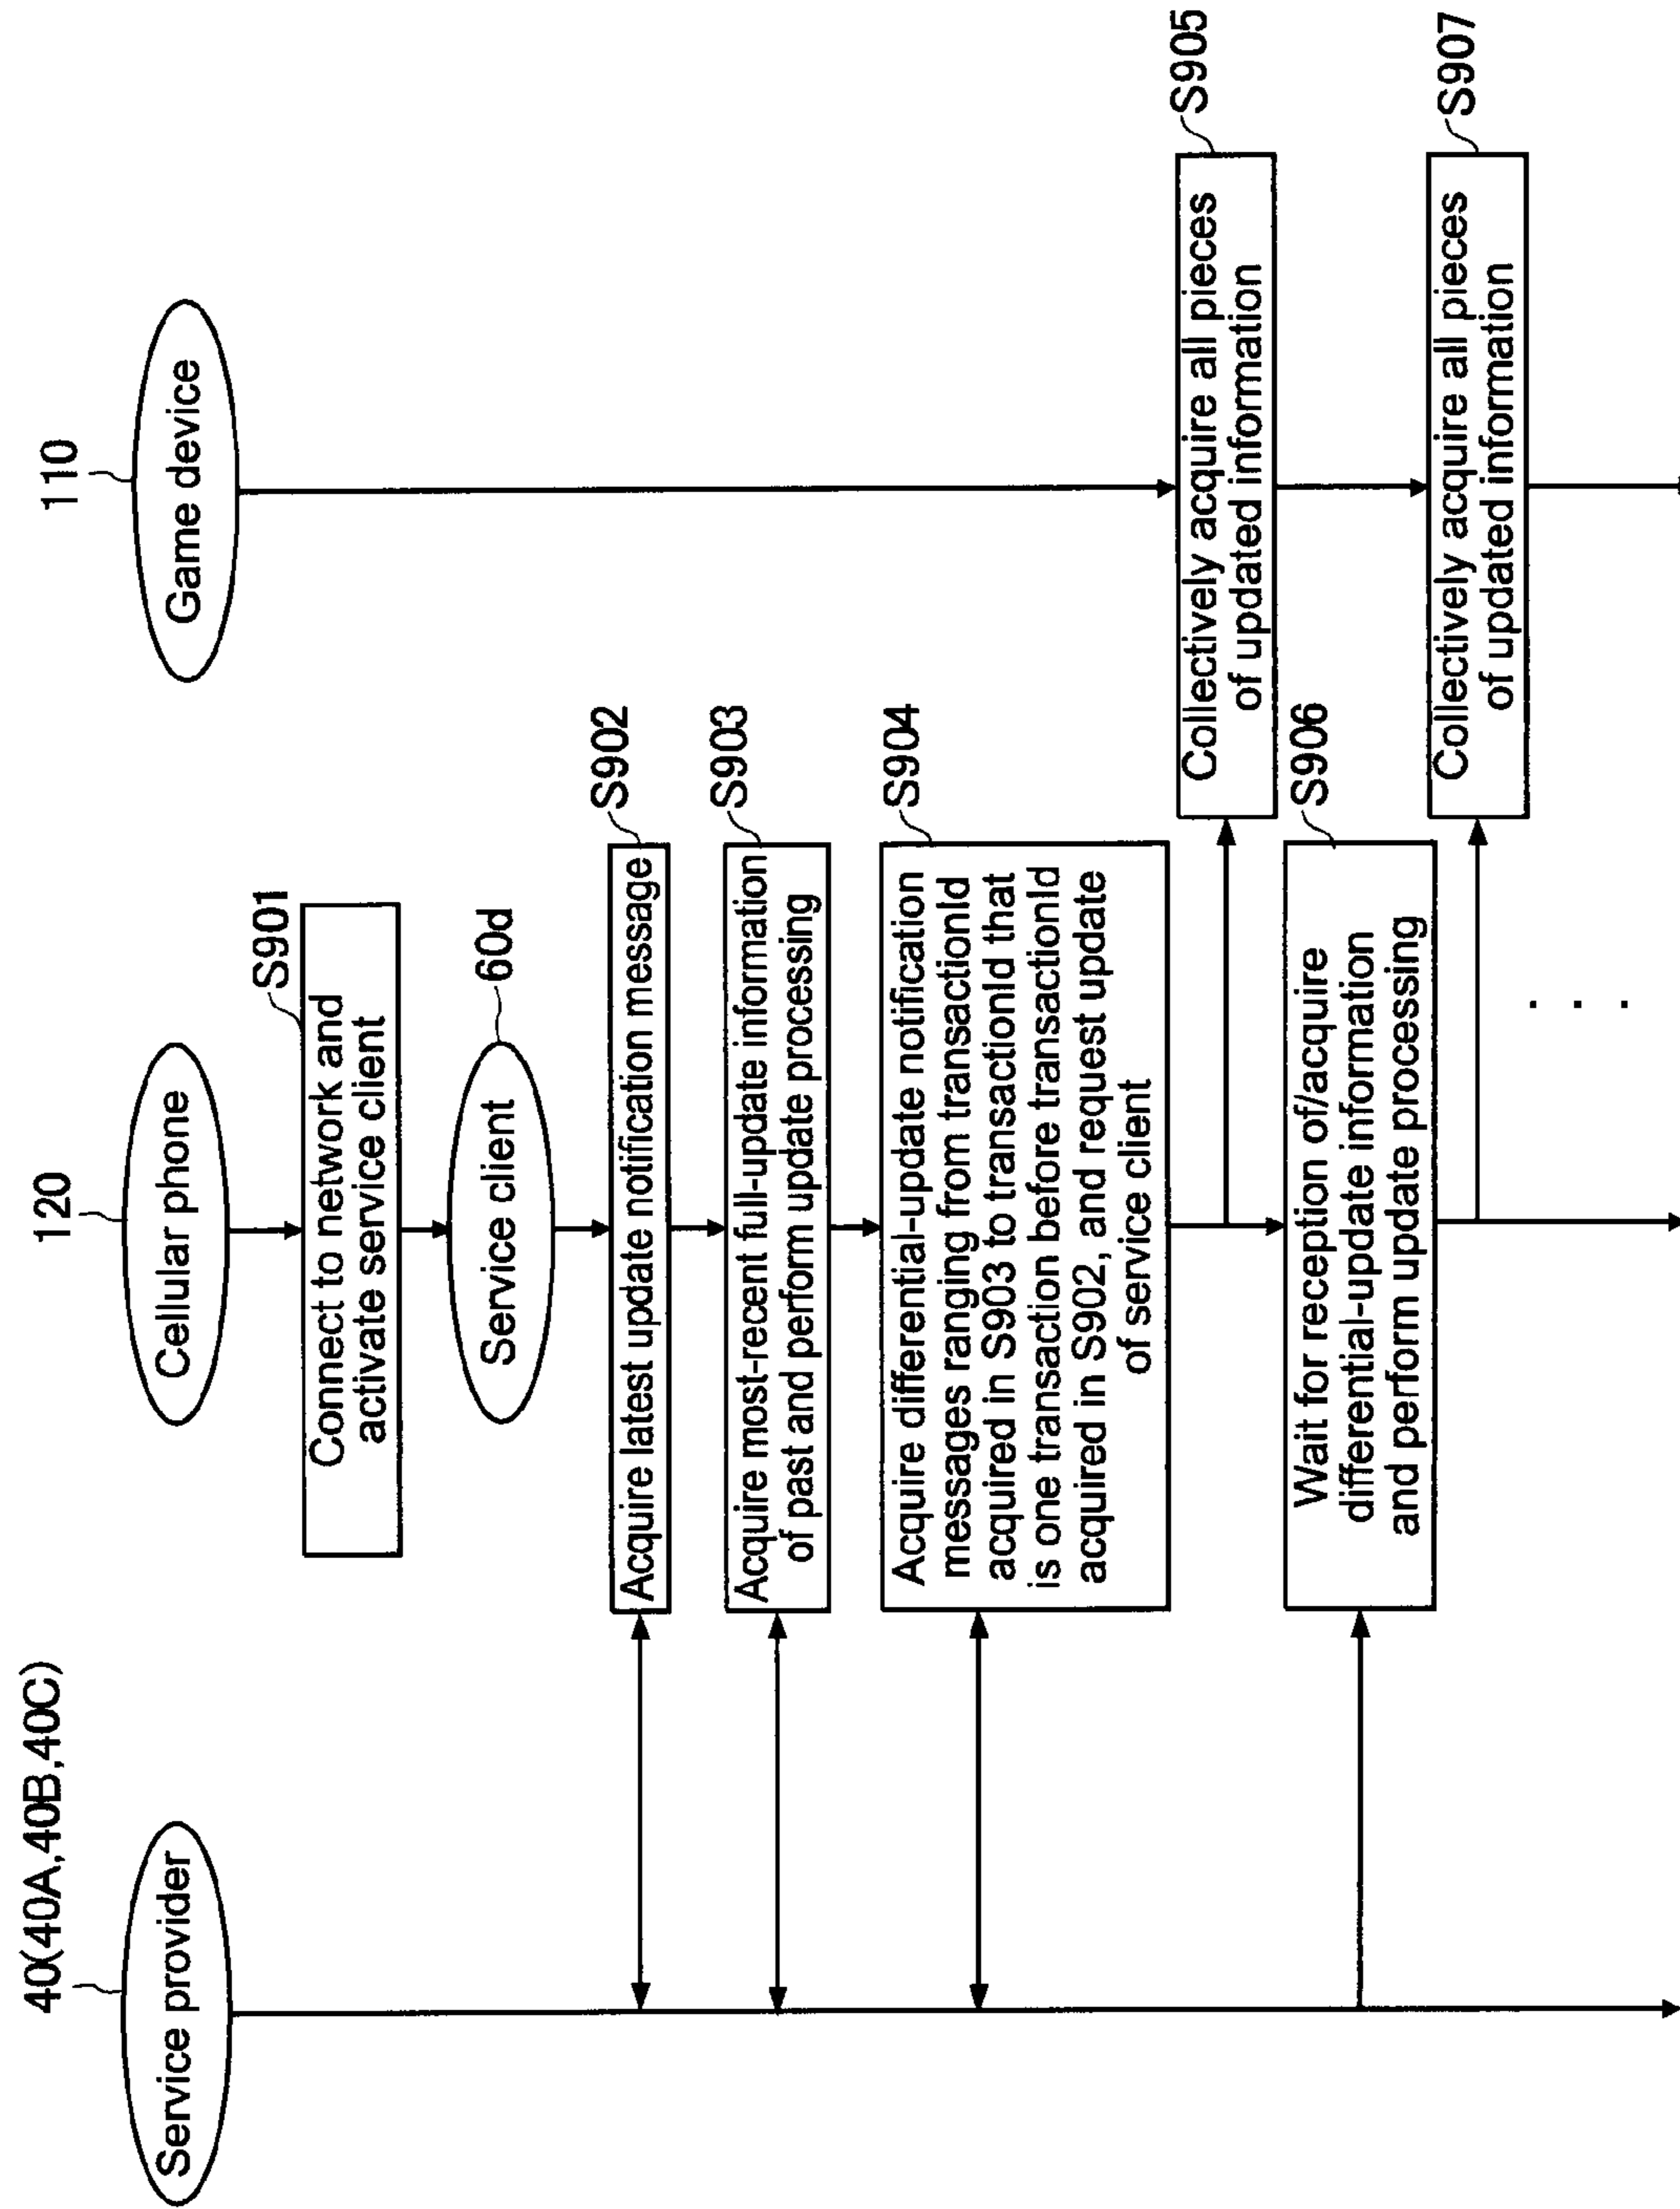 40(40A,40B,40C)
Service provider
120
Cellular phone
110
Game device
S901
Connect to network and
activate service client
60d
Service client
S902
Acquire latest update notification message
S903
Acquire most-recent full-update information
of past and perform update processing
S904
Acquire differential-update notification
messages ranging from transactionId
acquired in S903 to transactionId that
is one transaction before transactionId
acquired in S902, and request update
of service client
S905
Collectively acquire all pieces
of updated information
S906
Wait for reception of/acquire
differential-update information
and perform update processing
S907
Collectively acquire all pieces
of updated information
. . .